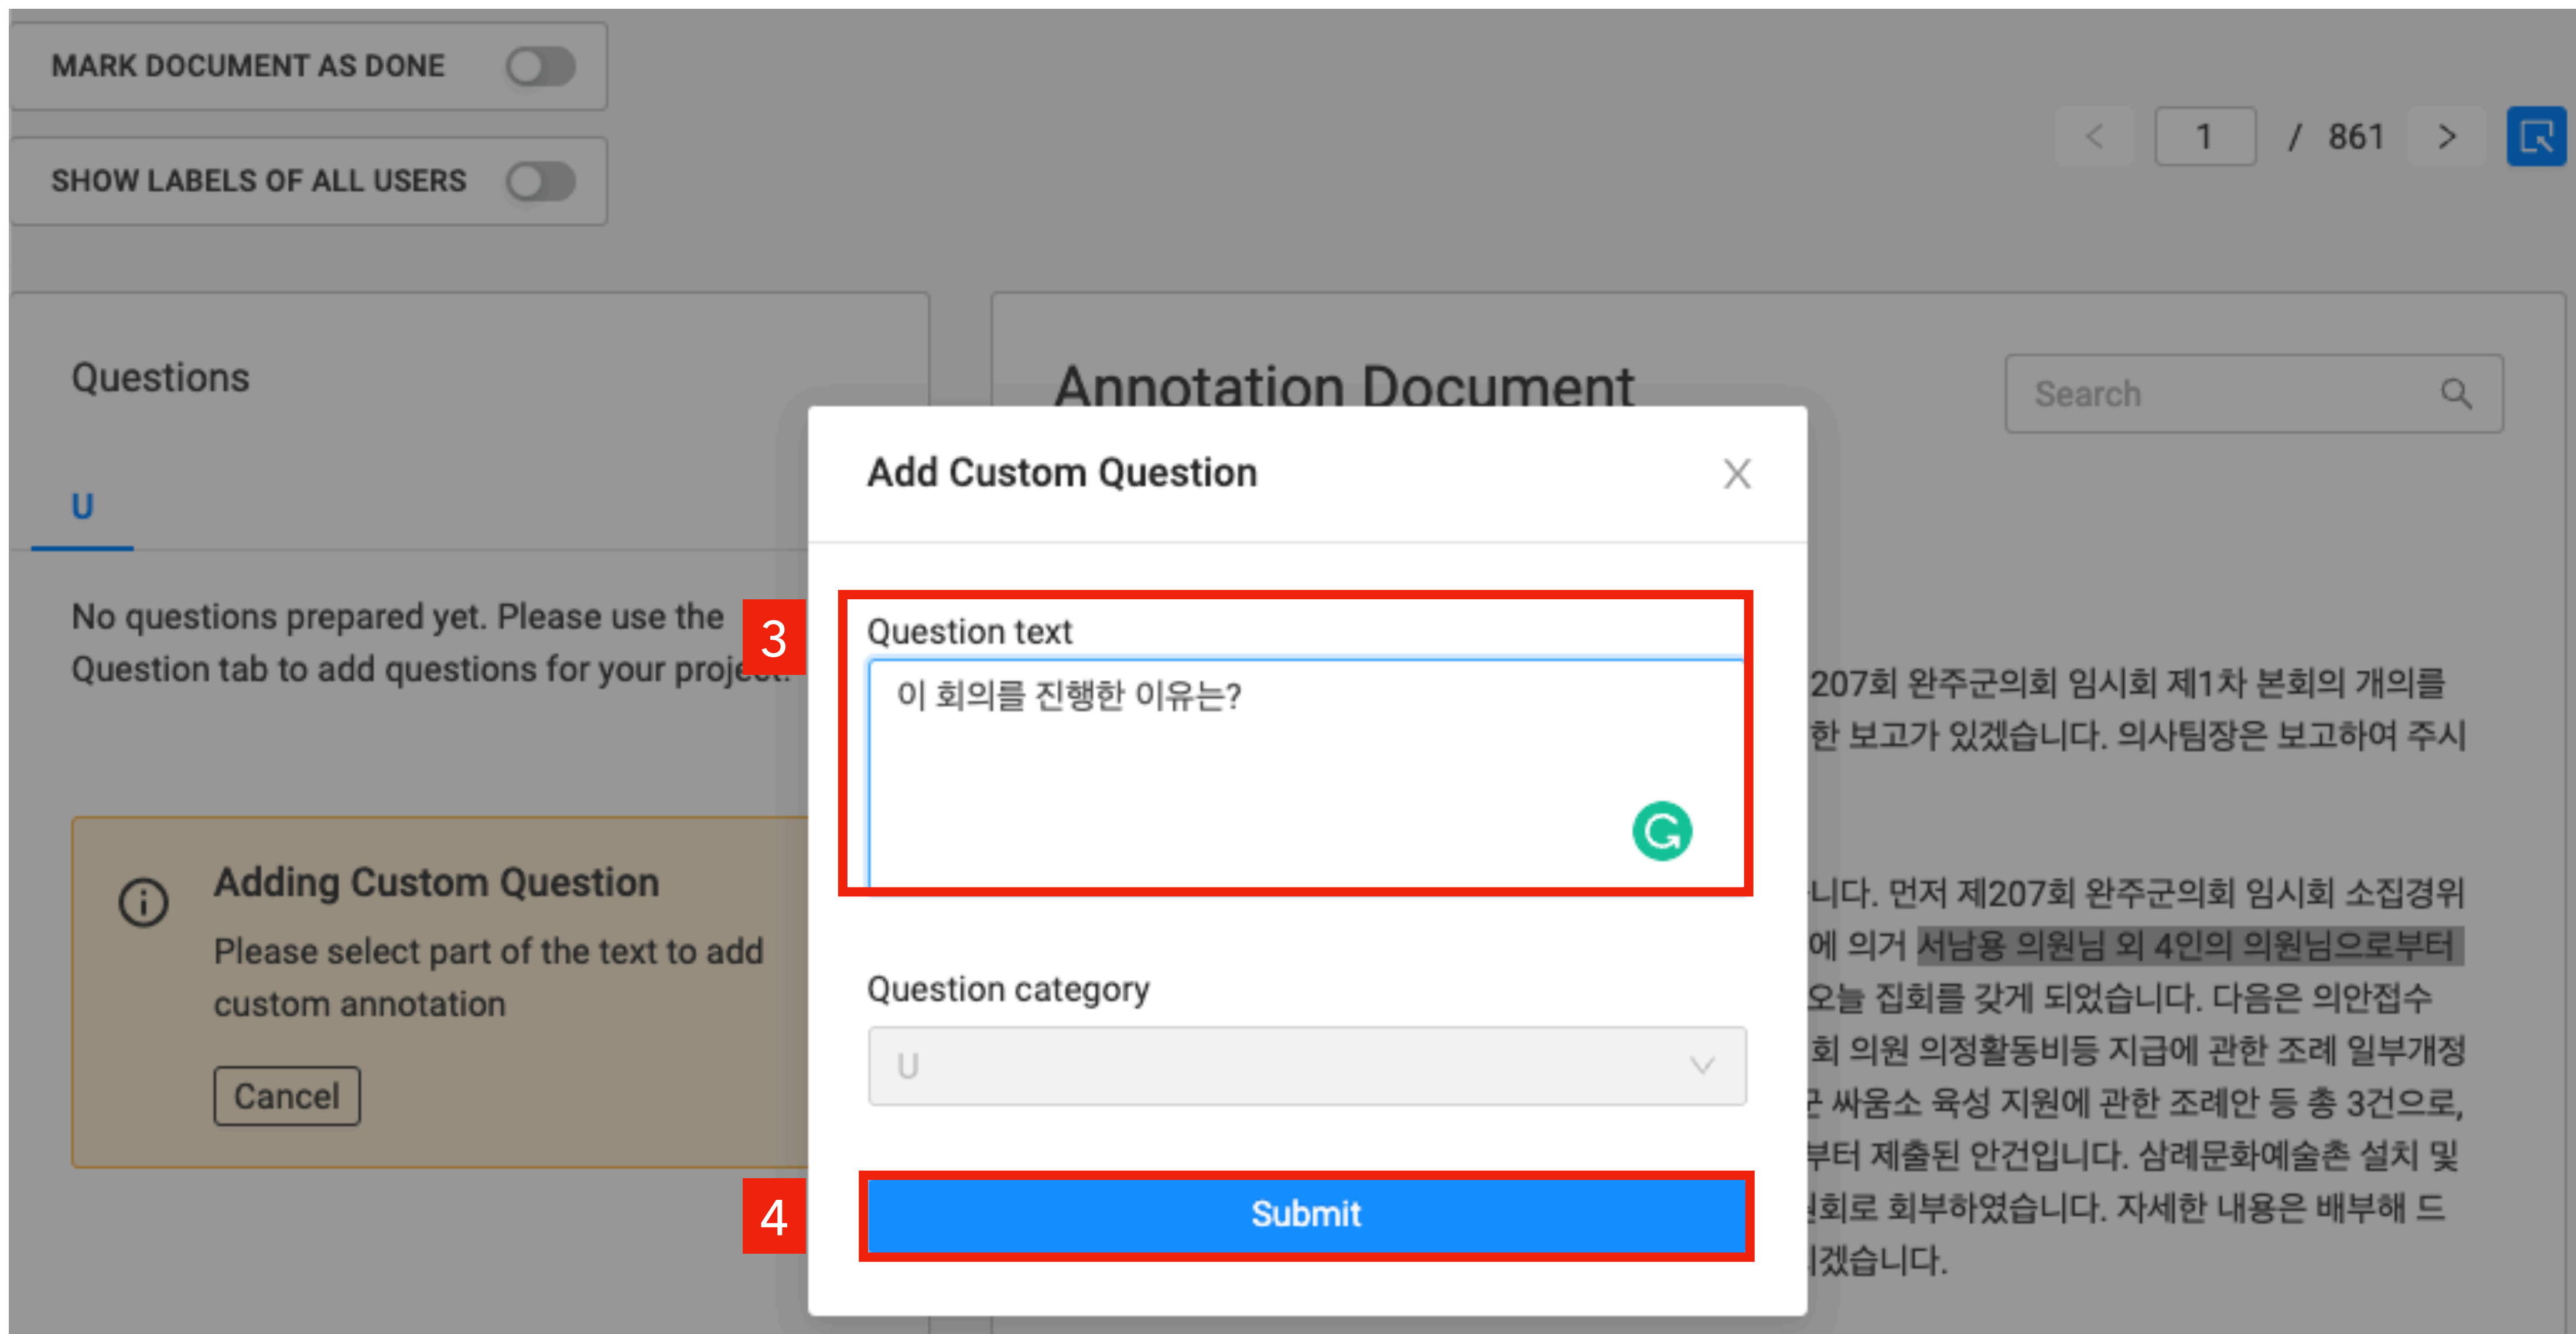 MARK DOCUMENT AS DONE
SHOW LABELS OF ALL USERS
1 / 861
Questions
U
No questions prepared yet. Please use the
Question tab to add questions for your project.
Adding Custom Question
Please select part of the text to add
custom annotation
Cancel
Annotation Document
Search
Add Custom Question
3
Question text
이 회의를 진행한 이유는?
Question category
U
4
Submit
207회 완주군의회 임시회 제1차 본회의 개의를
한 보고가 있겠습니다. 의사팀장은 보고하여 주시
니다. 먼저 제207회 완주군의회 임시회 소집경위
에 의거 서남용 의원님 외 4인의 의원님으로부터
오늘 집회를 갖게 되었습니다. 다음은 의안접수
회 의원 의정활동비등 지급에 관한 조례 일부개정
싸움소 육성 지원에 관한 조례안 등 총 3건으로,
부터 제출된 안건입니다. 삼례문화예술촌 설치 및
회로 회부하였습니다. 자세한 내용은 배부해 드
겠습니다.